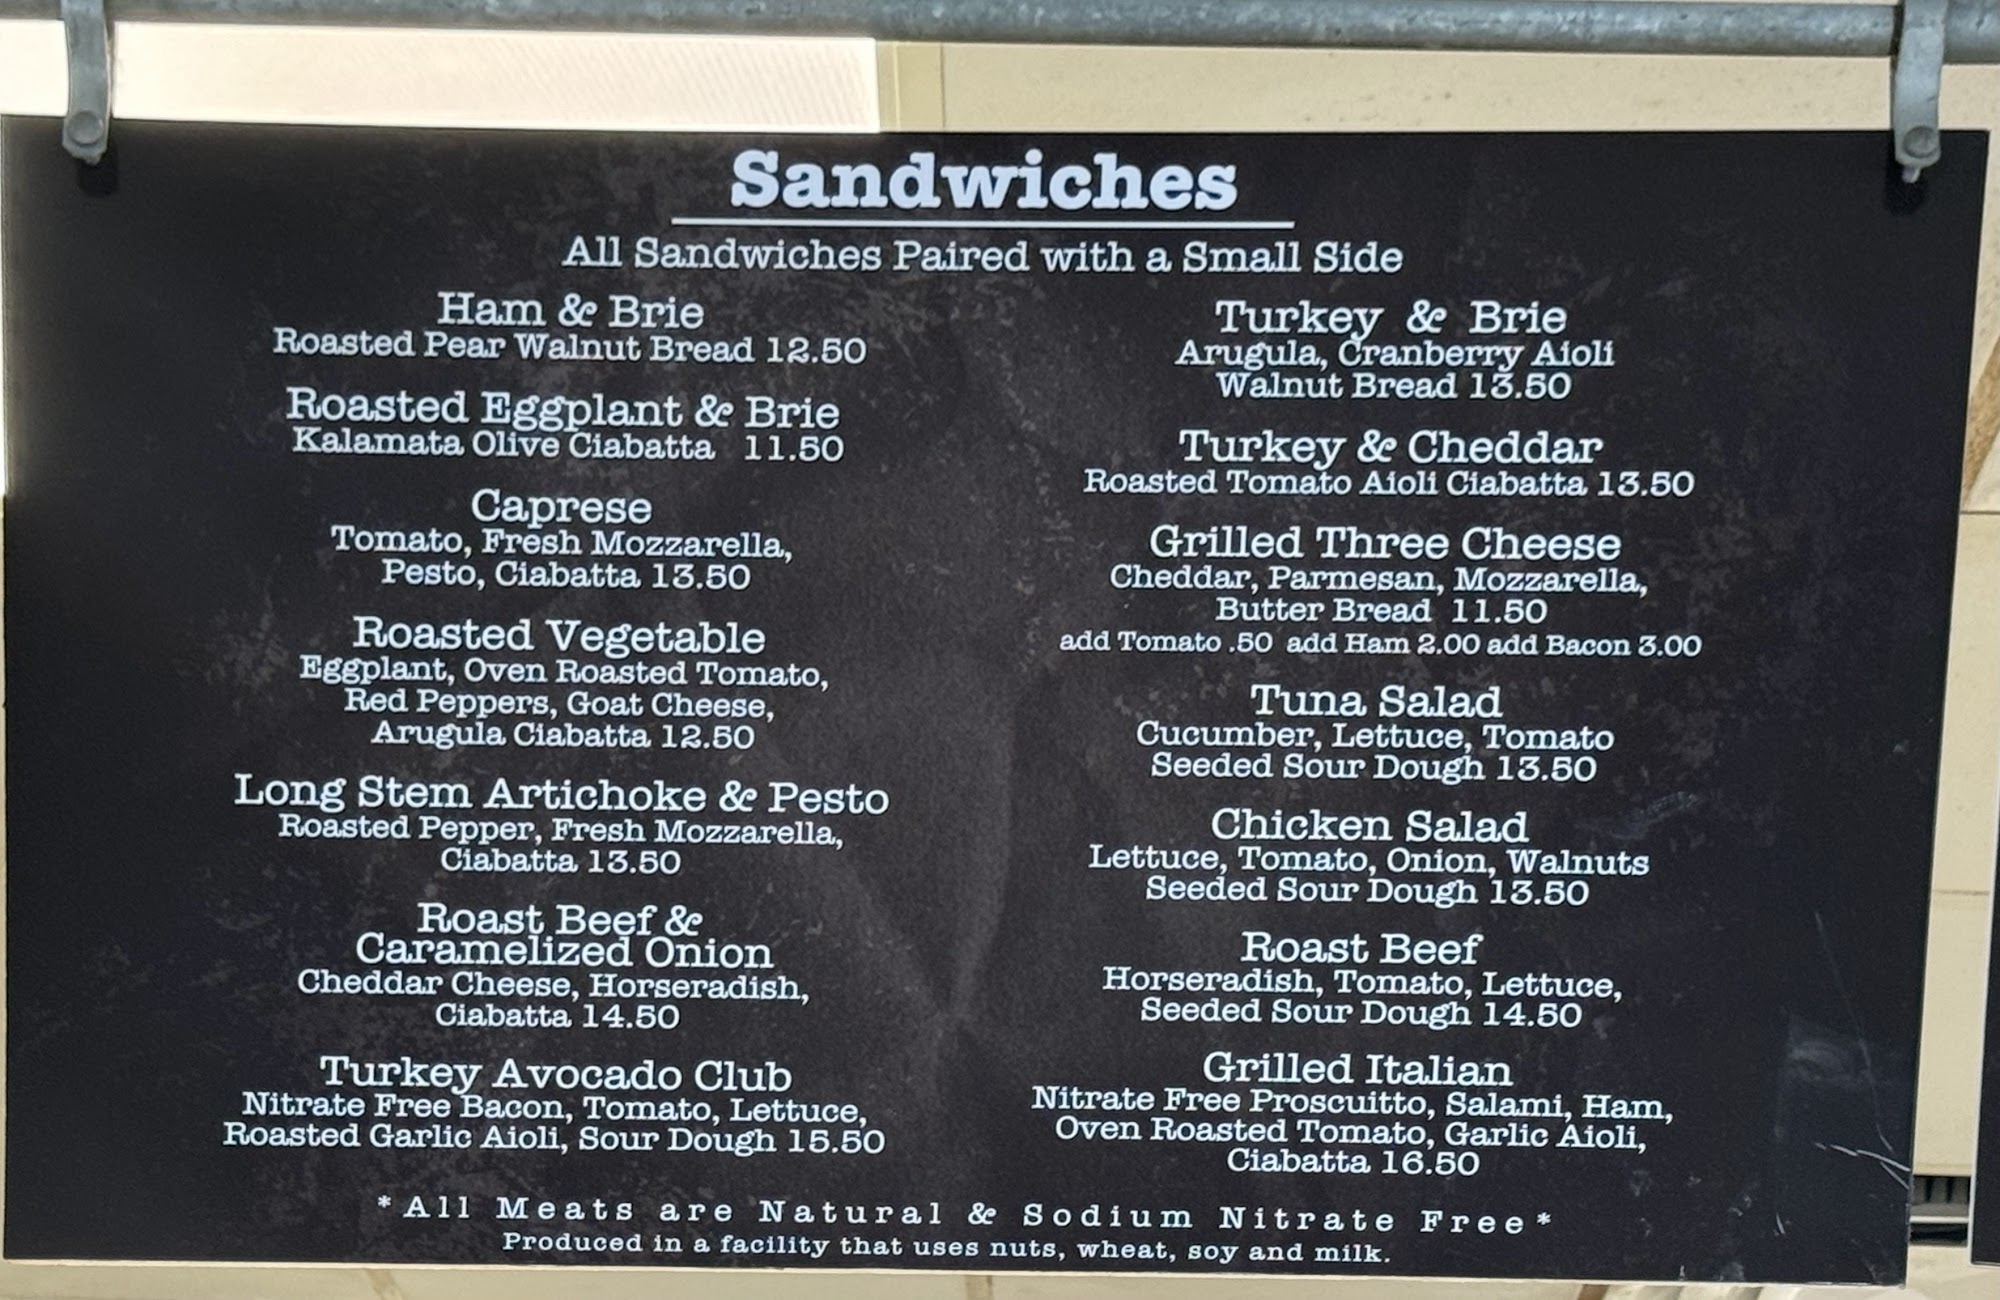 Sandwiches
All Sandwiches Paired with a Small Side
Ham & Brie
Roasted Pear Walnut Bread 12.50
Roasted Eggplant & Brie
Kalamata Olive Ciabatta 11.50
Caprese
Tomato, Fresh Mozzarella,
Pesto, Ciabatta 13.50
Roasted Vegetable
Eggplant, Oven Roasted Tomato,
Red Peppers, Goat Cheese,
Arugula Ciabatta 12.50
Long Stem Artichoke & Pesto
Roasted Pepper, Fresh Mozzarella,
Ciabatta 13.50
Roast Beef &
Caramelized Onion
Cheddar Cheese, Horseradish,
Ciabatta 14.50
Turkey Avocado Club
Nitrate Free Bacon, Tomato, Lettuce,
Roasted Garlic Aioli, Sour Dough 15.50
Turkey & Brie
Arugula, Cranberry Aioli
Walnut Bread 13.50
Turkey & Cheddar
Roasted Tomato Aioli Ciabatta 13.50
Grilled Three Cheese
Cheddar, Parmesan, Mozzarella,
Butter Bread 11.50
add Tomato .50 add Ham 2.00 add Bacon 3.00
Tuna Salad
Cucumber, Lettuce, Tomato
Seeded Sour Dough 13.50
Chicken Salad
Lettuce, Tomato, Onion, Walnuts
Seeded Sour Dough 13.50
Roast Beef
Horseradish, Tomato, Lettuce,
Seeded Sour Dough 14.50
Grilled Italian
Nitrate Free Proscuitto, Salami, Ham,
Oven Roasted Tomato, Garlic Aioli,
Ciabatta 16.50
*All Meats are Natural & Sodium Nitrate Free*
Produced in a facility that uses nuts, wheat, soy and milk.